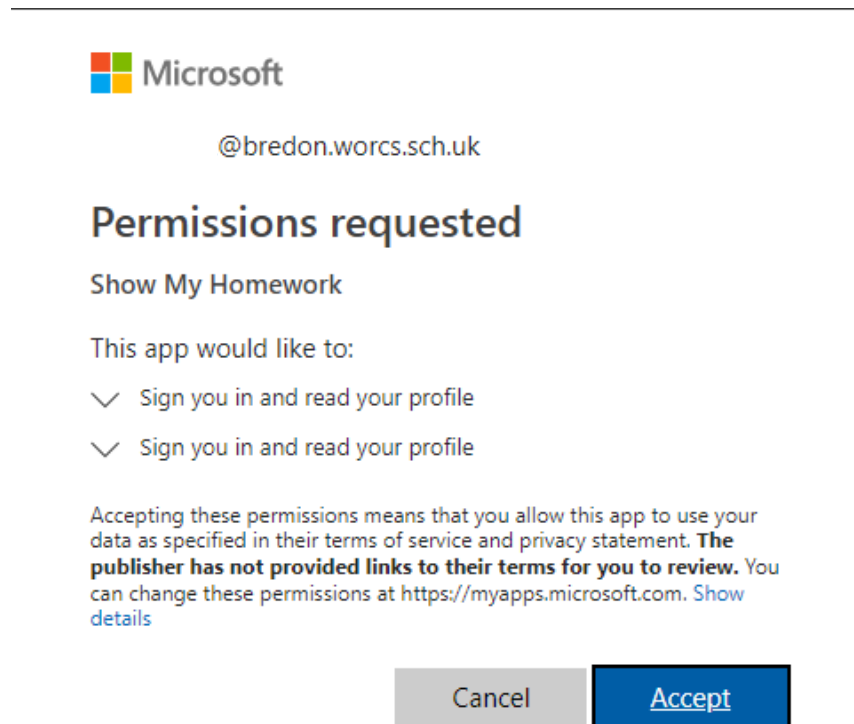 Microsoft
@bredon.worcs.sch.uk
Permissions requested
Show My Homework
This app would like to:
Sign you in and read your profile
Sign you in and read your profile
Accepting these permissions means that you allow this app to use your
data as specified in their terms of service and privacy statement. The
publisher has not provided links to their terms for you to review. You
can change these permissions at https://myapps.microsoft.com. Show
details
Cancel Accept